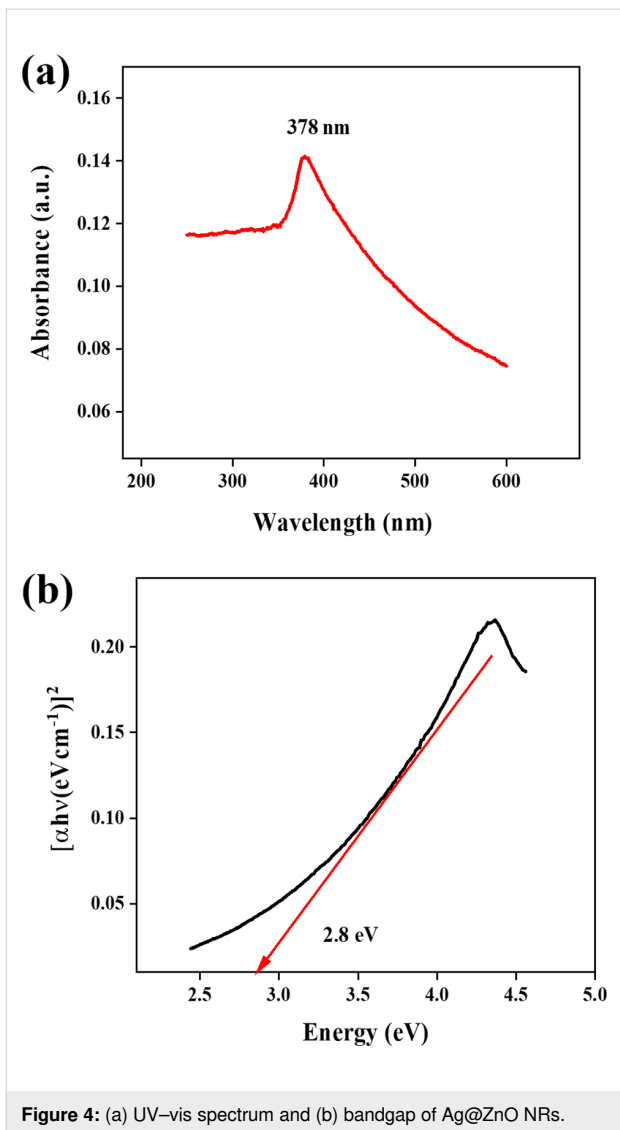 (a)
0.16
0.14
0.12
0.10
0.08
0.06
Absorbance (a.u.)
378 nm
200 300 400 500 600
Wavelength (nm)
(b)
0.20
0.15
0.10
0.05
[αhν(eVcm⁻¹)]²
2.8 eV
2.5 3.0 3.5 4.0 4.5 5.0
Energy (eV)
Figure 4: (a) UV–vis spectrum and (b) bandgap of Ag@ZnO NRs.